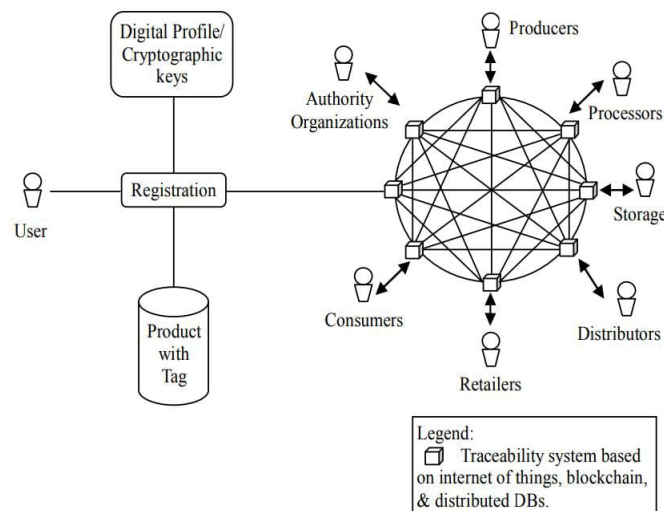 Digital Profile/
Cryptographic
keys
Producers
Authority
Organizations
Processors
Registration
User
Storage
Product
with
Tag
Consumers
Distributors
Retailers
Legend:
Traceability system based
on internet of things, blockchain,
& distributed DBs.